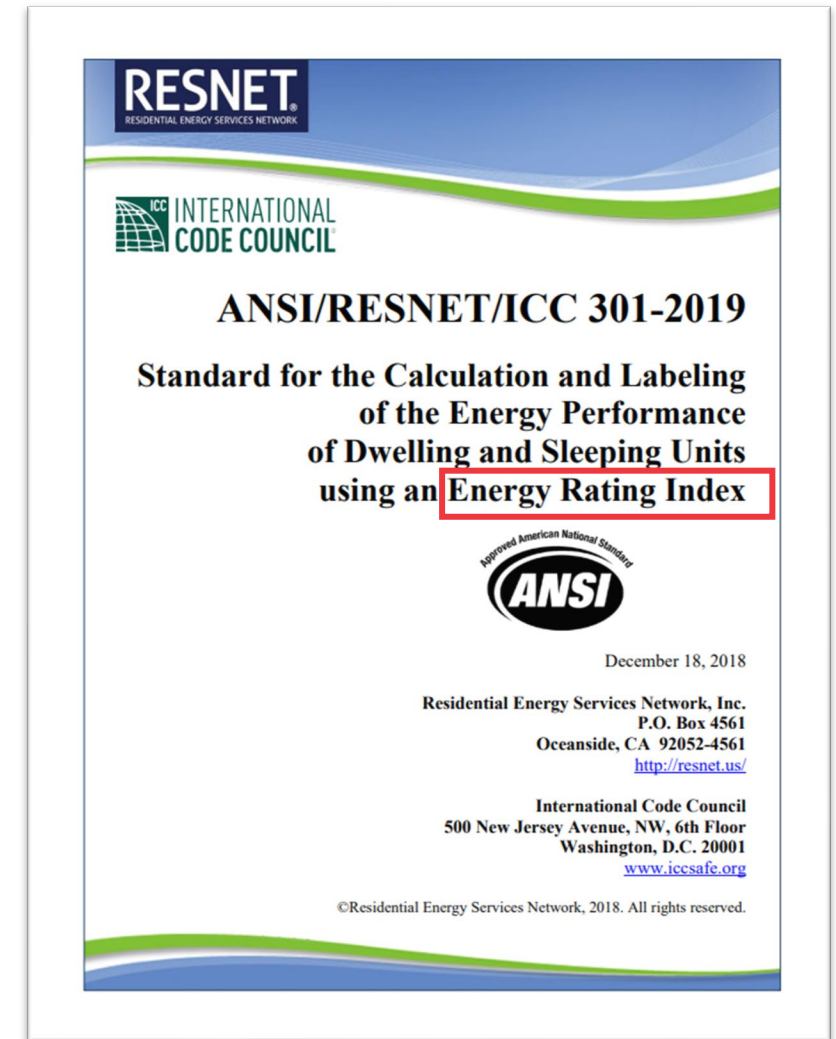 RESNET®
RESIDENTIAL ENERGY SERVICES NETWORK
ICC INTERNATIONAL
CODE COUNCIL®
ANSI/RESNET/ICC 301-2019
Standard for the Calculation and Labeling
of the Energy Performance
of Dwelling and Sleeping Units
using an Energy Rating Index
Approved American National Standard
ANSI
December 18, 2018
Residential Energy Services Network, Inc.
P.O. Box 4561
Oceanside, CA 92052-4561
http://resnet.us/
International Code Council
500 New Jersey Avenue, NW, 6th Floor
Washington, D.C. 20001
www.iccsafe.org
©Residential Energy Services Network, 2018. All rights reserved.